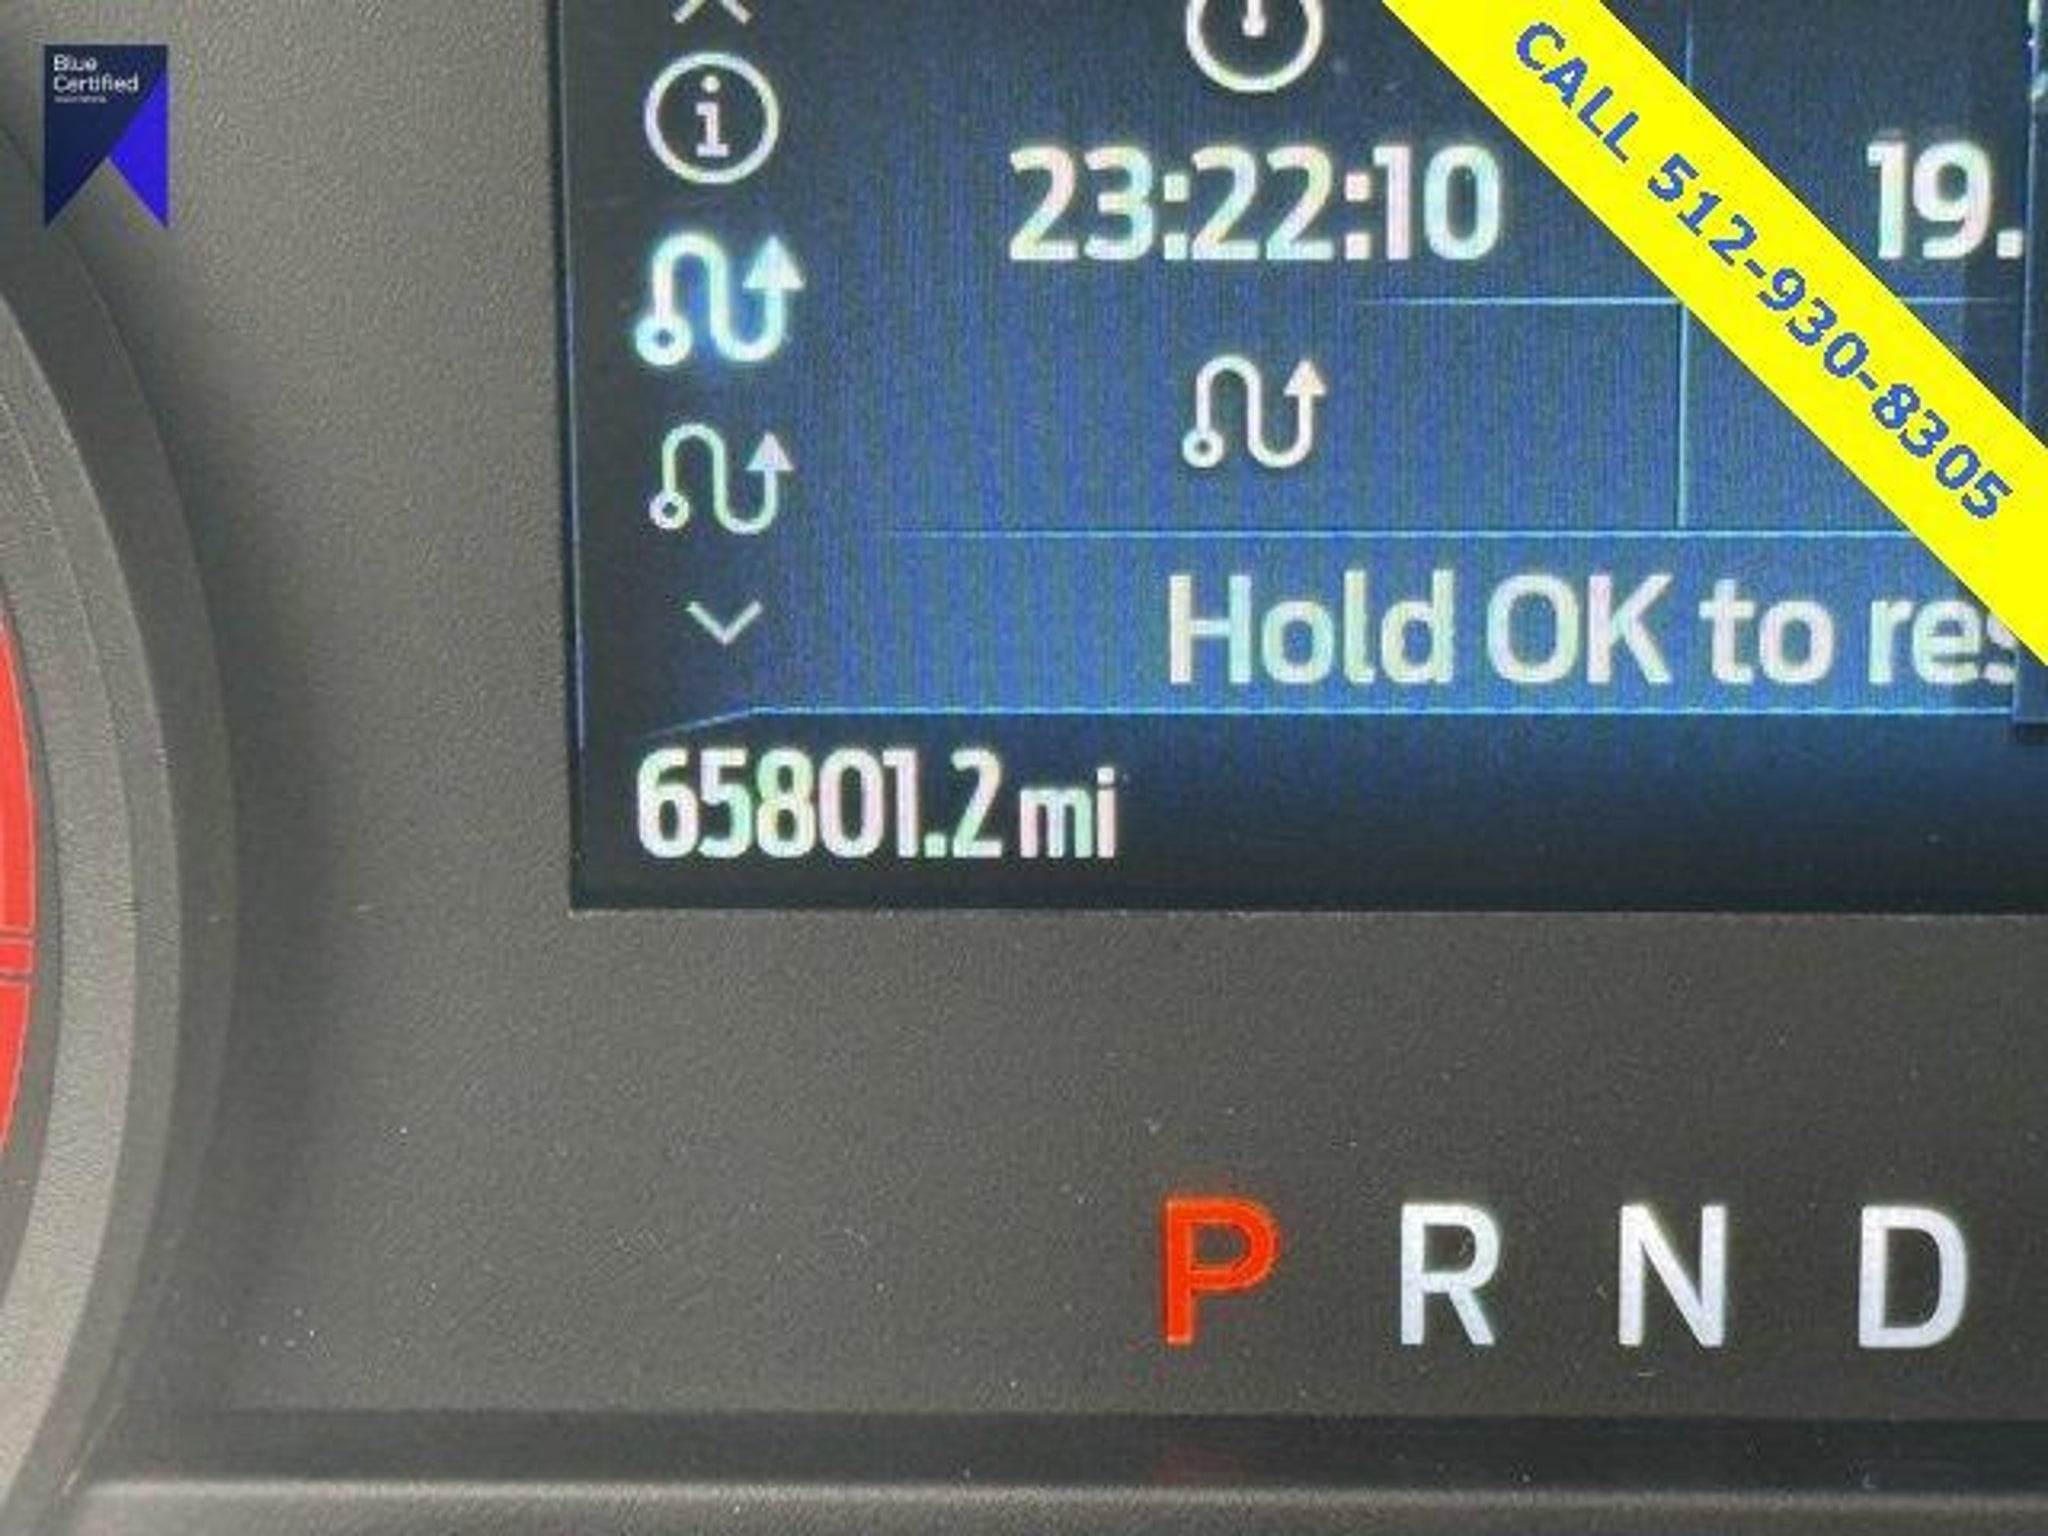 Blue
Certified
CALL 512-930-8305
i
23:22:10
19.
Hold OK to res
65801.2 mi
P R N D